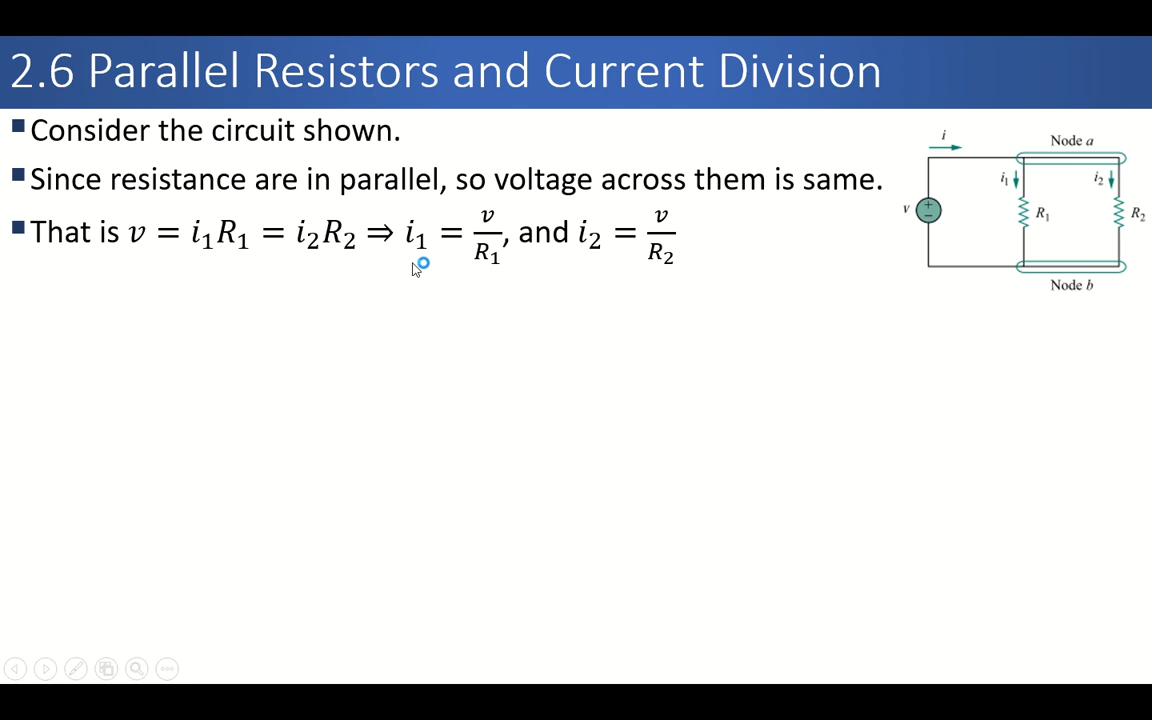 2.6 Parallel Resistors and Current Division
▪Consider the circuit shown.
▪Since resistance are in parallel, so voltage across them is same.
▪That is 𝑣 = 𝑖₁𝑅₁ = 𝑖₂𝑅₂ ⇒ 𝑖₁ = 𝑣/𝑅₁, and 𝑖₂ = 𝑣/𝑅₂
i
Node a
i₁
i₂
v
+
−
R₁
R₂
Node b